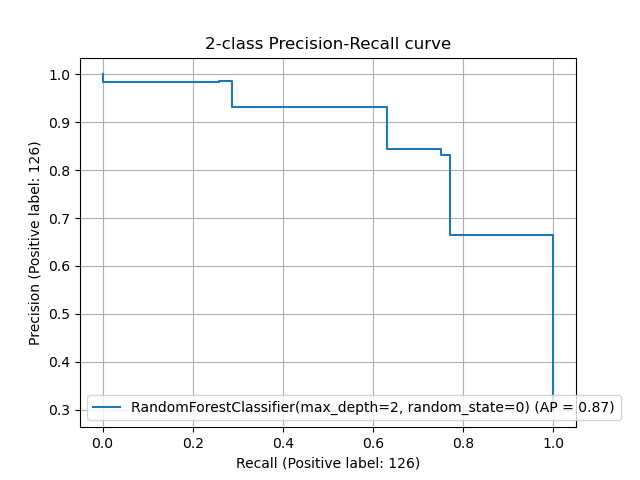 2-class Precision-Recall curve
1.0
0.9
0.8
0.7
0.6
0.5
0.4
0.3
Precision (Positive label: 126)
RandomForestClassifier(max_depth=2, random_state=0) (AP = 0.87)
0.0 0.2 0.4 0.6 0.8 1.0
Recall (Positive label: 126)